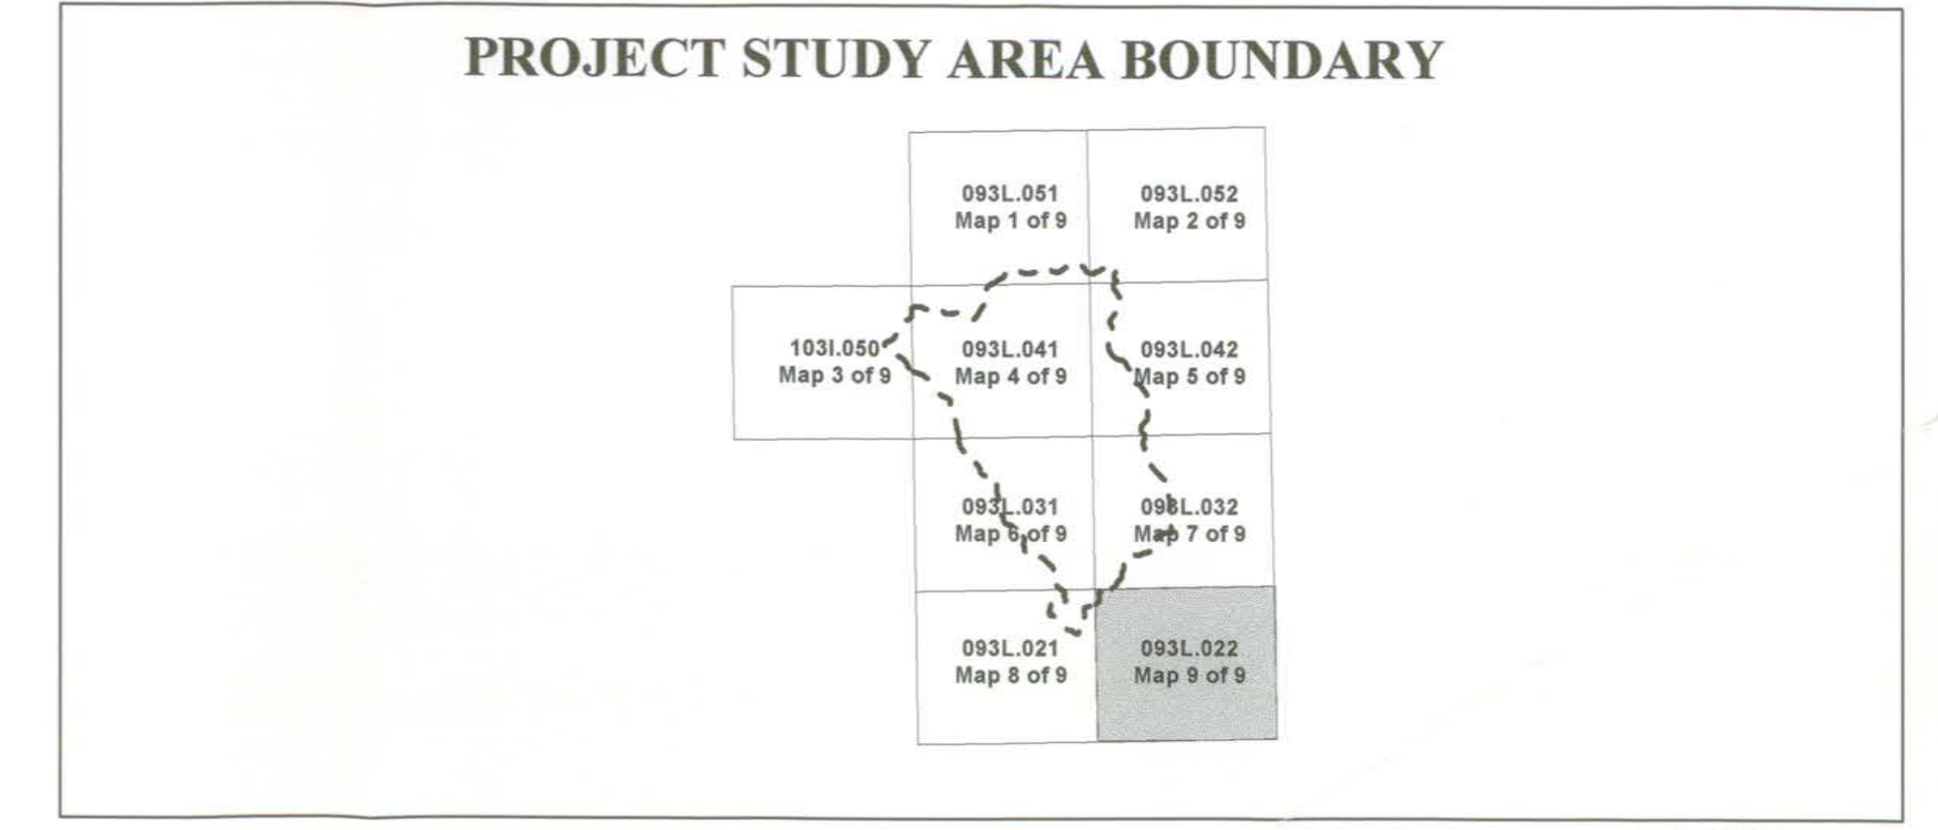 PROJECT STUDY AREA BOUNDARY
093L.051
Map 1 of 9
093L.052
Map 2 of 9
103I.050
Map 3 of 9
093L.041
Map 4 of 9
093L.042
Map 5 of 9
093L.031
Map 6 of 9
093L.032
Map 7 of 9
093L.021
Map 8 of 9
093L.022
Map 9 of 9